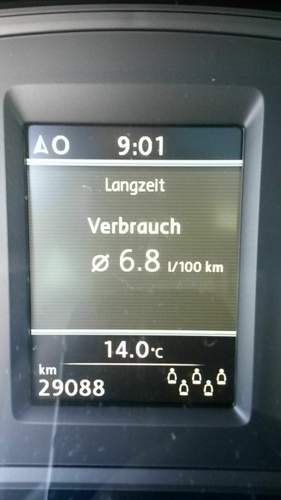 O 9:01
Langzeit
Verbrauch
⌀ 6.8 l/100 km
14.0°C
km
29088